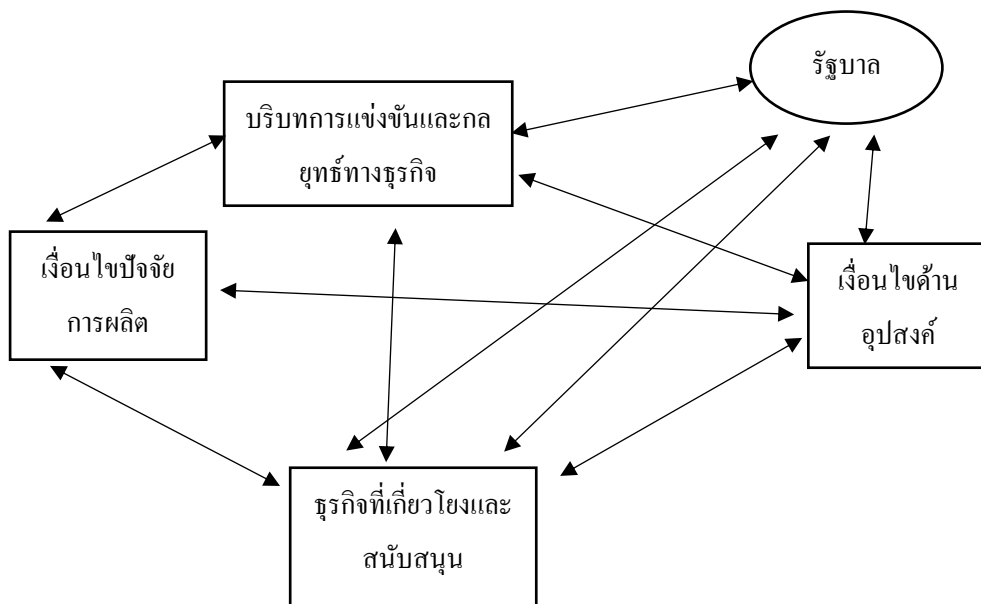 รัฐบาล
บริบทการแข่งขันและกล
ยุทธ์ทางธุรกิจ
เงื่อนไขปัจจัย
การผลิต
เงื่อนไขด้าน
อุปสงค์
ธุรกิจที่เกี่ยวโยงและ
สนับสนุน